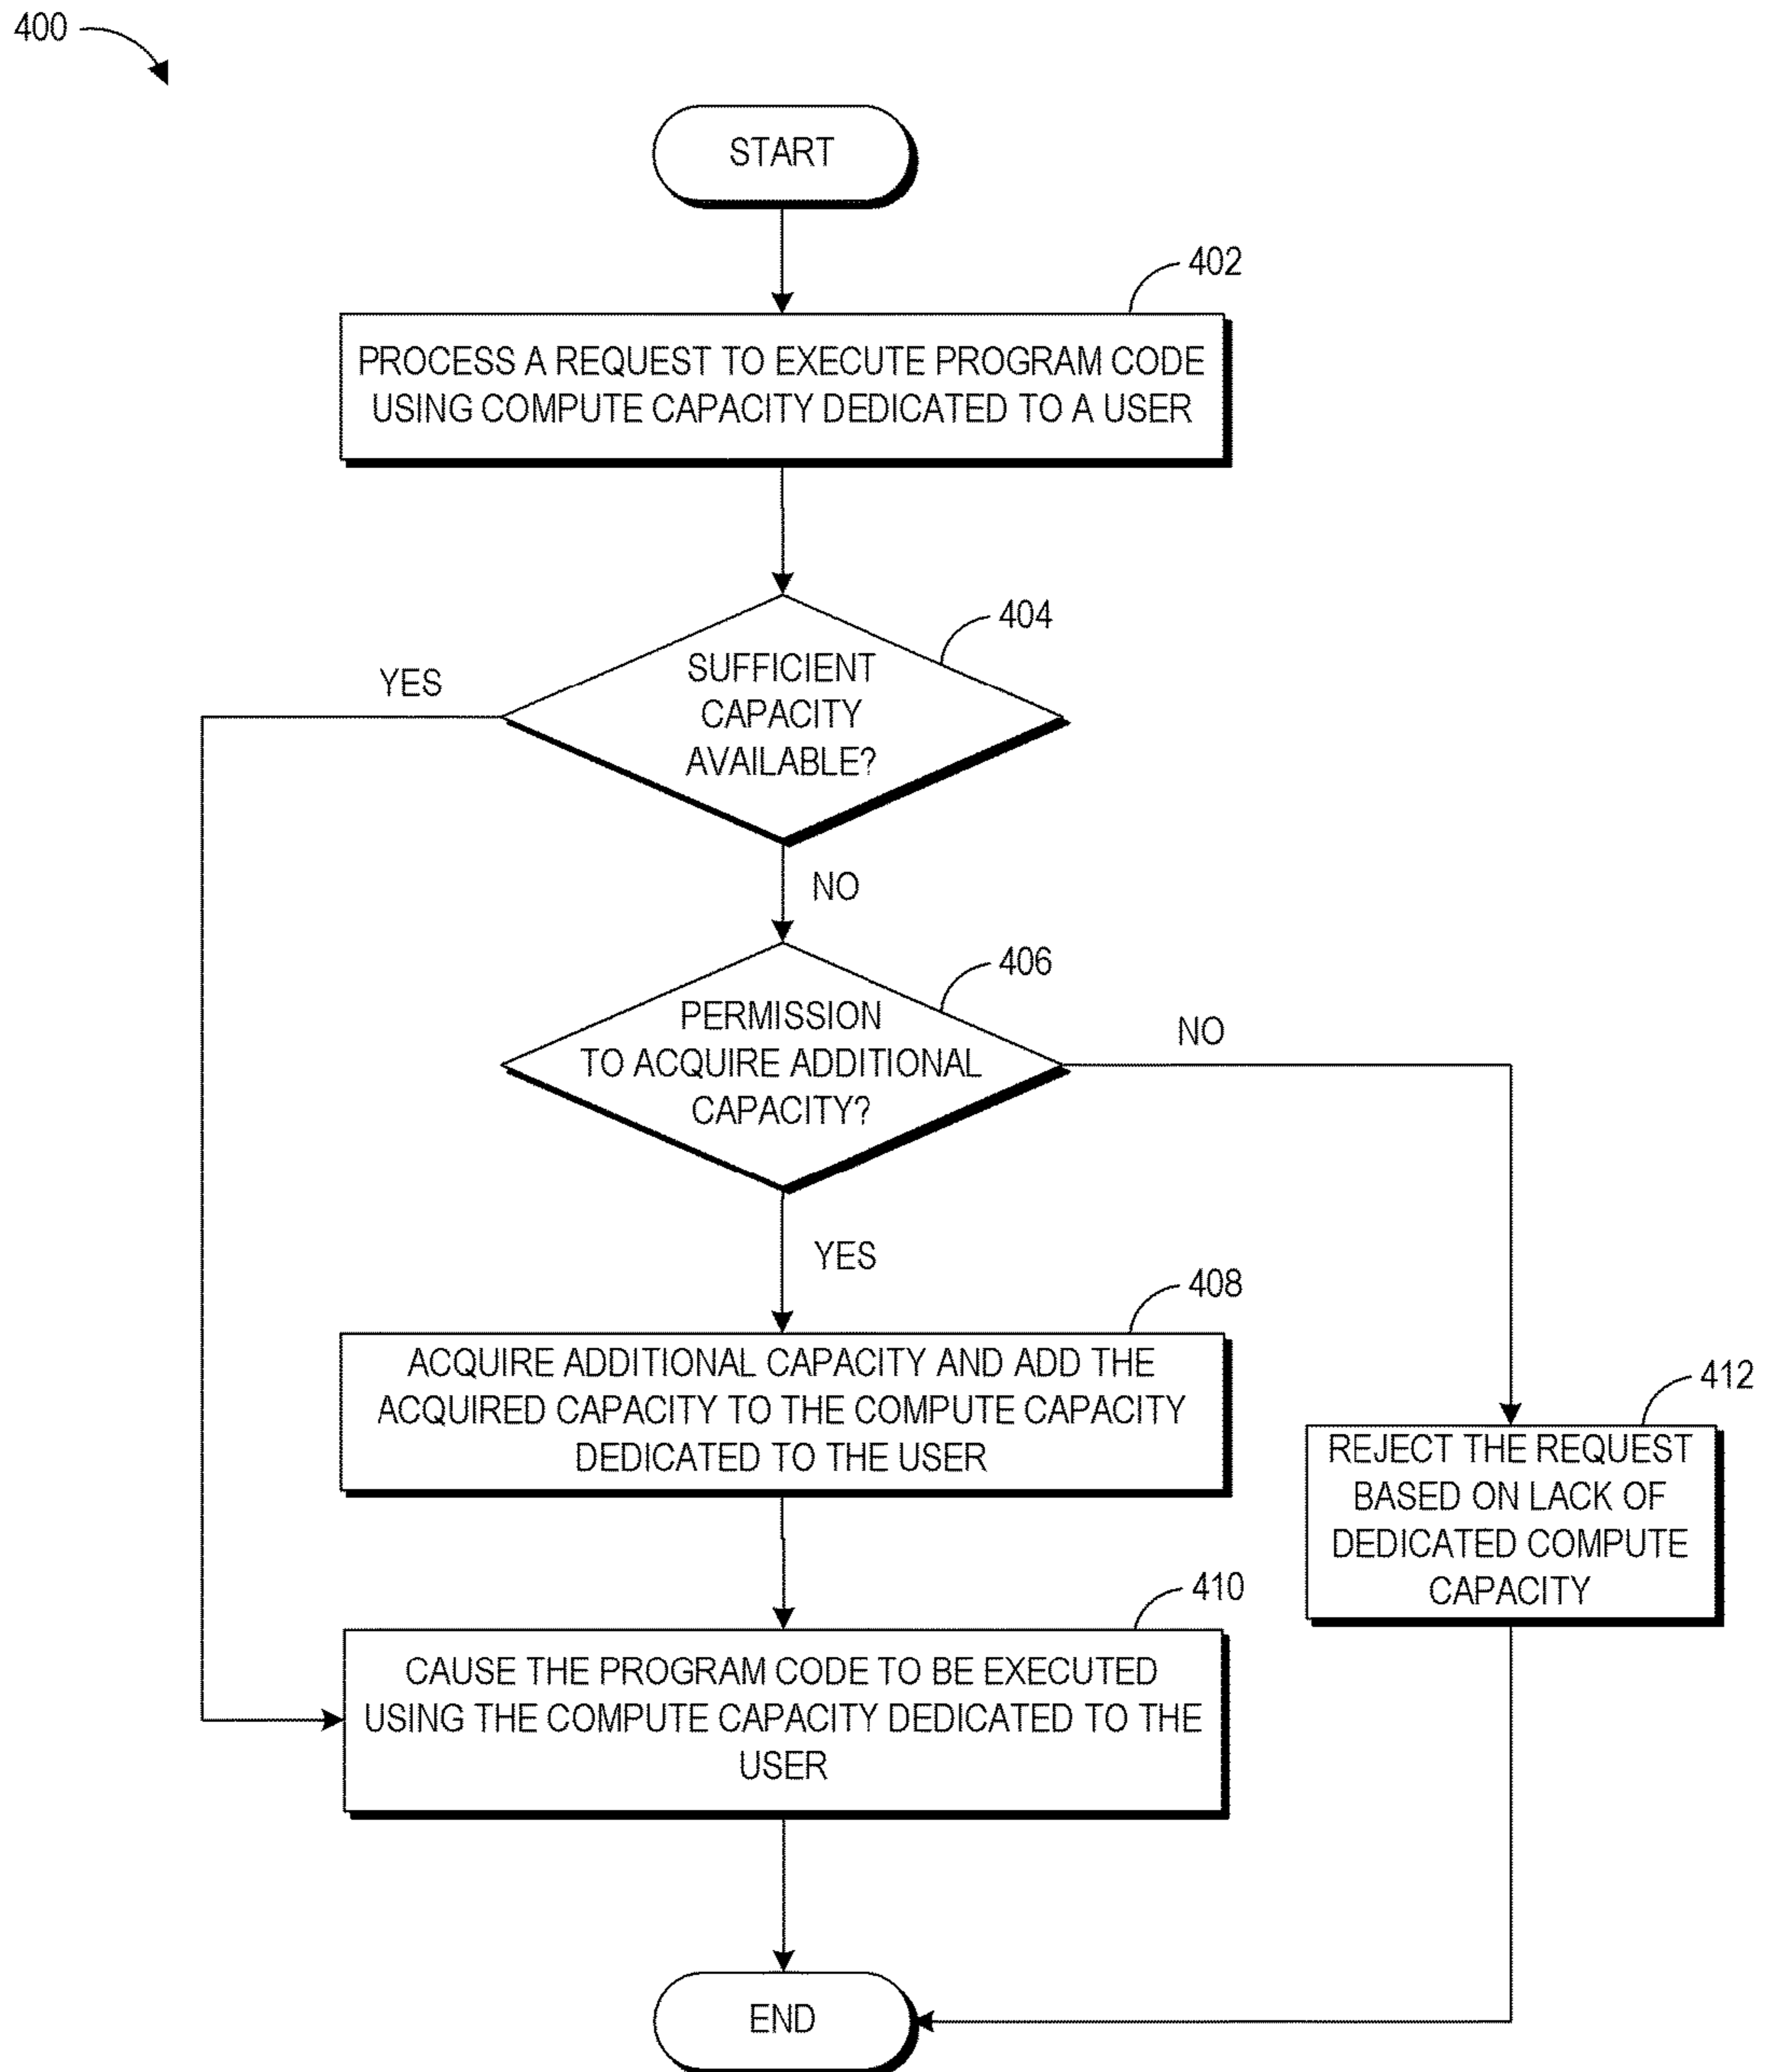 400
START
402
PROCESS A REQUEST TO EXECUTE PROGRAM CODE
USING COMPUTE CAPACITY DEDICATED TO A USER
404
SUFFICIENT
CAPACITY
AVAILABLE?
YES
NO
406
PERMISSION
TO ACQUIRE ADDITIONAL
CAPACITY?
NO
YES
408
ACQUIRE ADDITIONAL CAPACITY AND ADD THE
ACQUIRED CAPACITY TO THE COMPUTE CAPACITY
DEDICATED TO THE USER
412
REJECT THE REQUEST
BASED ON LACK OF
DEDICATED COMPUTE
CAPACITY
410
CAUSE THE PROGRAM CODE TO BE EXECUTED
USING THE COMPUTE CAPACITY DEDICATED TO THE
USER
END